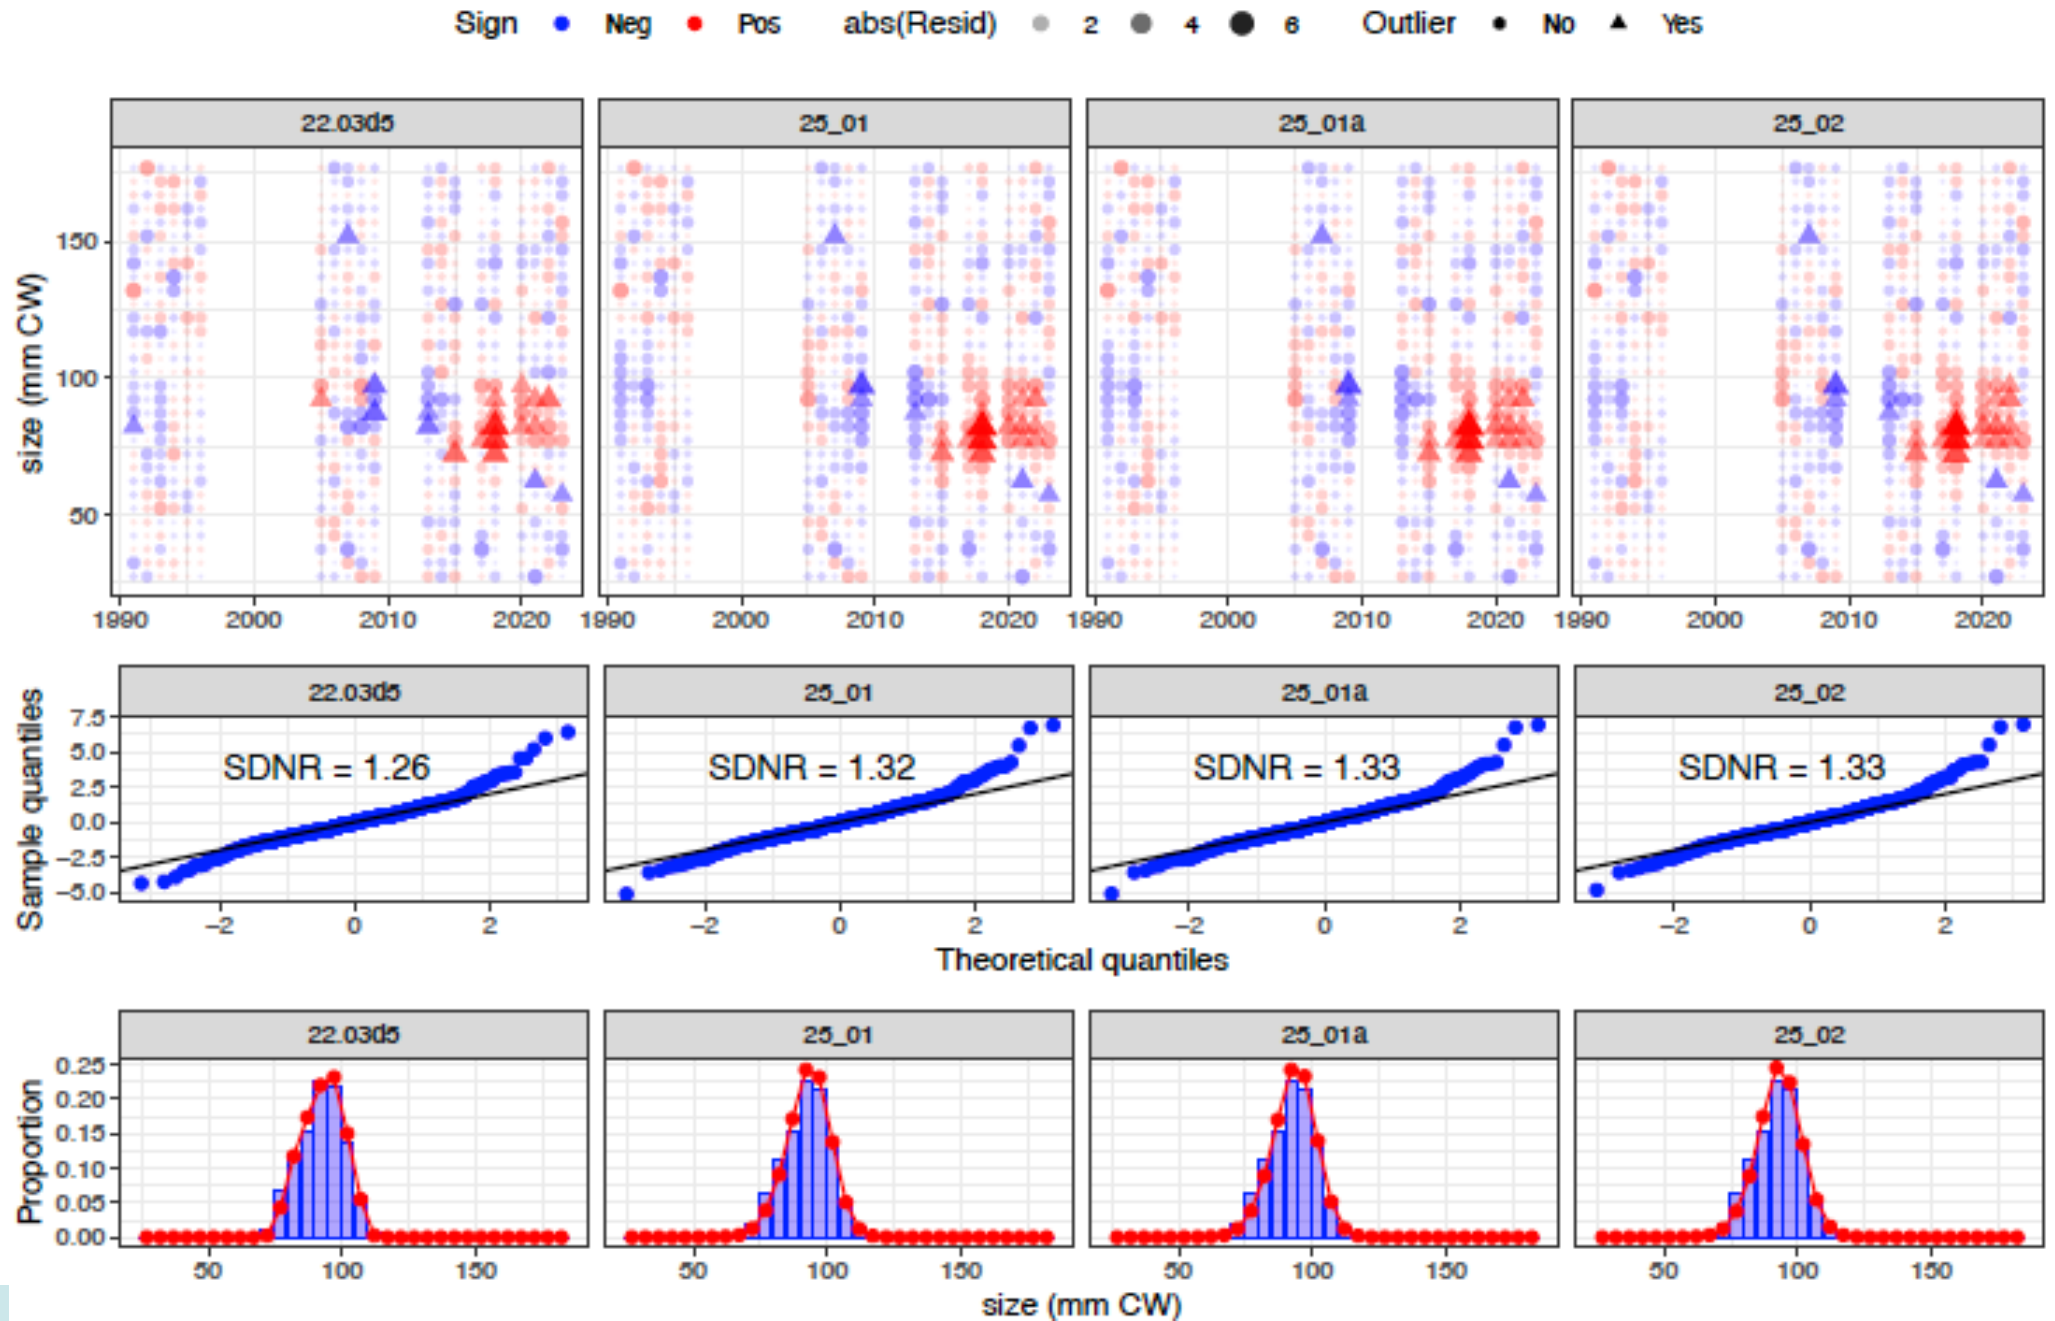 Sign Neg Pos abs(Resid) 2 4 6 Outlier No Yes
22.03d5 25_01 25_01a 25_02
size (mm CW)
150
100
50
1990 2000 2010 2020 1990 2000 2010 2020 1990 2000 2010 2020 1990 2000 2010 2020
22.03d5 25_01 25_01a 25_02
Sample quantiles
7.5
5.0
2.5
0.0
−2.5
−5.0
SDNR = 1.26 SDNR = 1.32 SDNR = 1.33 SDNR = 1.33
−2 0 2 −2 0 2 −2 0 2 −2 0 2
Theoretical quantiles
22.03d5 25_01 25_01a 25_02
Proportion
0.25
0.20
0.15
0.10
0.05
0.00
50 100 150 50 100 150 50 100 150 50 100 150
size (mm CW)